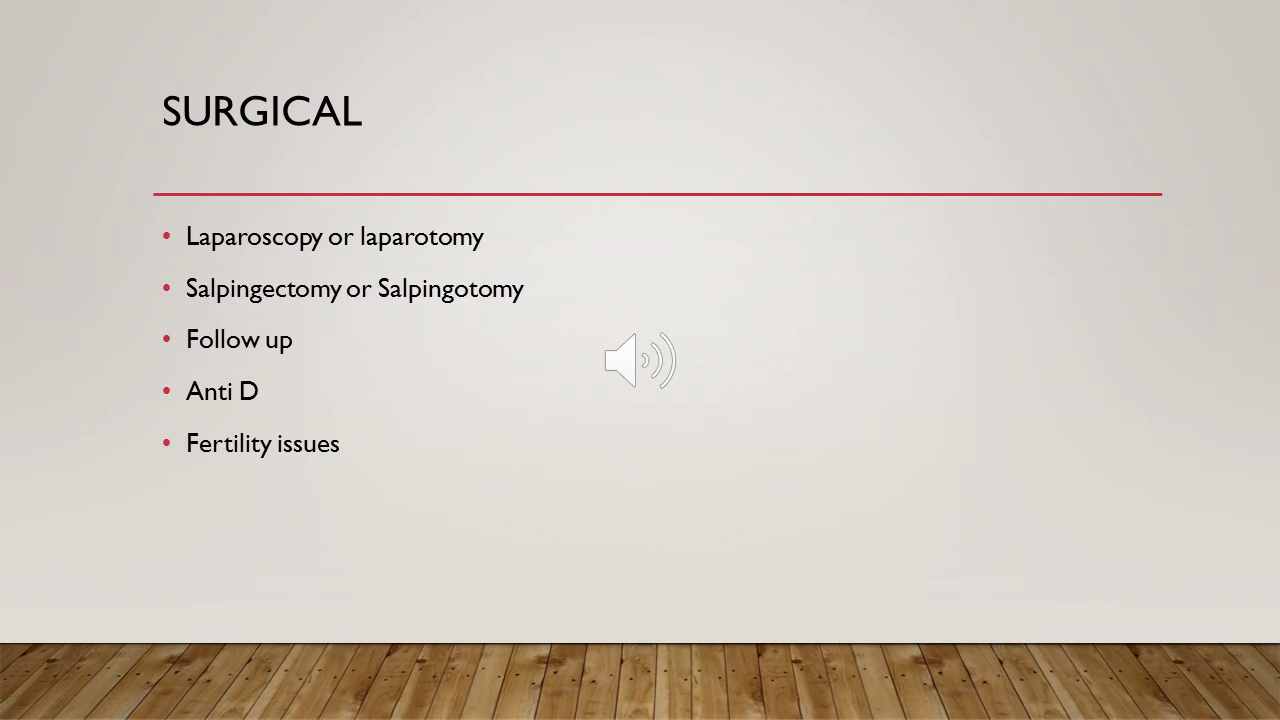 SURGICAL
• Laparoscopy or laparotomy
• Salpingectomy or Salpingotomy
• Follow up
• Anti D
• Fertility issues